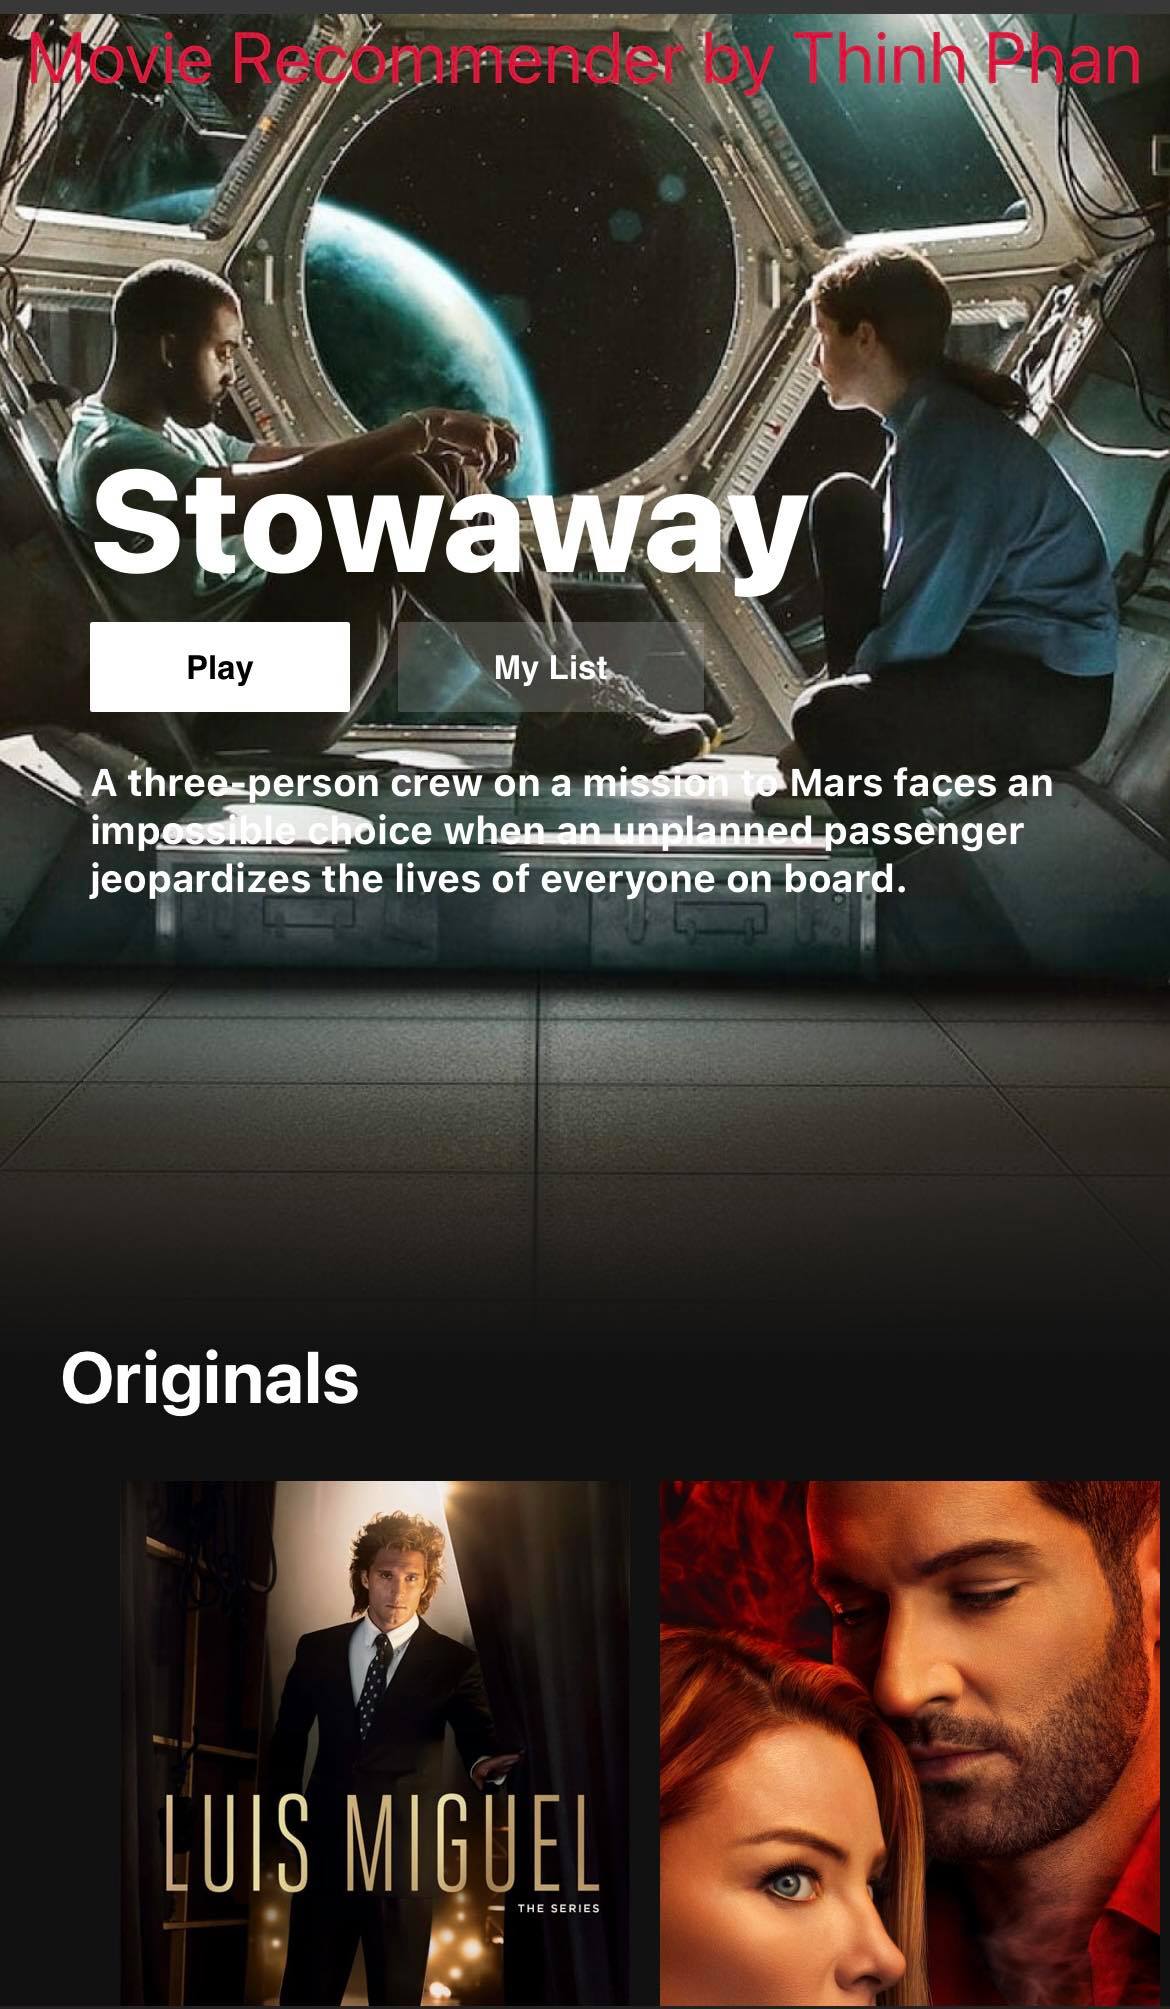 Movie Recommender by Thinh Phan
Stowaway
Play
My List
A three-person crew on a mission to Mars faces an
impossible choice when an unplanned passenger
jeopardizes the lives of everyone on board.
Originals
LUIS MIGUEL
THE SERIES